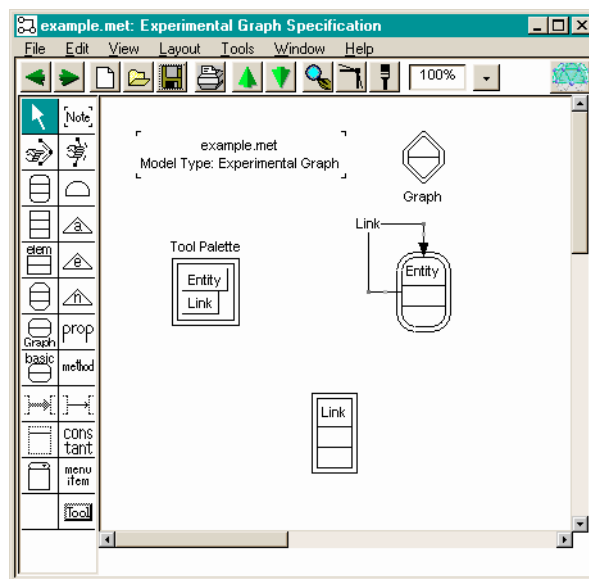 example.met: Experimental Graph Specification
File Edit View Layout Tools Window Help
100%
Note
example.met
Model Type: Experimental Graph
Graph
a
Link
Tool Palette
elem
e
Entity
Entity
Link
n
Graph
prop
basic
method
Link
cons
tant
menu
item
Tool